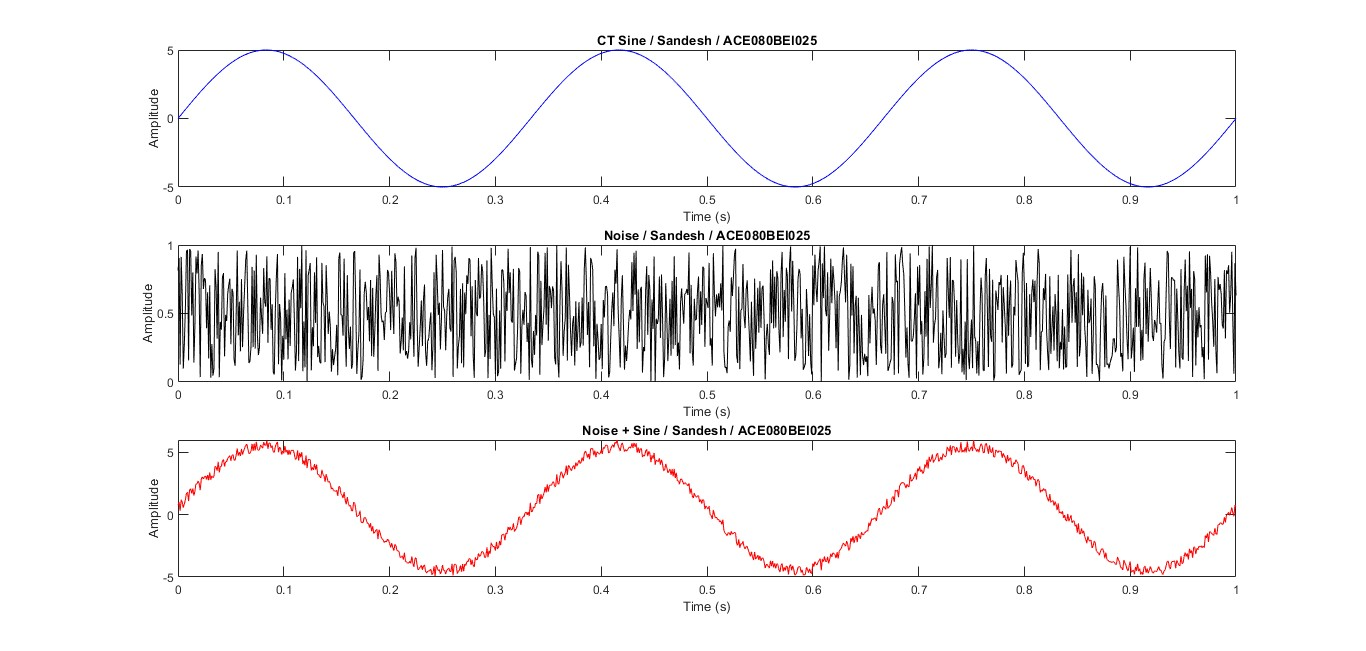 CT Sine / Sandesh / ACE080BEI025
5
0
-5
Amplitude
0 0.1 0.2 0.3 0.4 0.5 0.6 0.7 0.8 0.9 1
Time (s)
Noise / Sandesh / ACE080BEI025
1
0.5
0
Amplitude
0 0.1 0.2 0.3 0.4 0.5 0.6 0.7 0.8 0.9 1
Time (s)
Noise + Sine / Sandesh / ACE080BEI025
5
0
-5
Amplitude
0 0.1 0.2 0.3 0.4 0.5 0.6 0.7 0.8 0.9 1
Time (s)